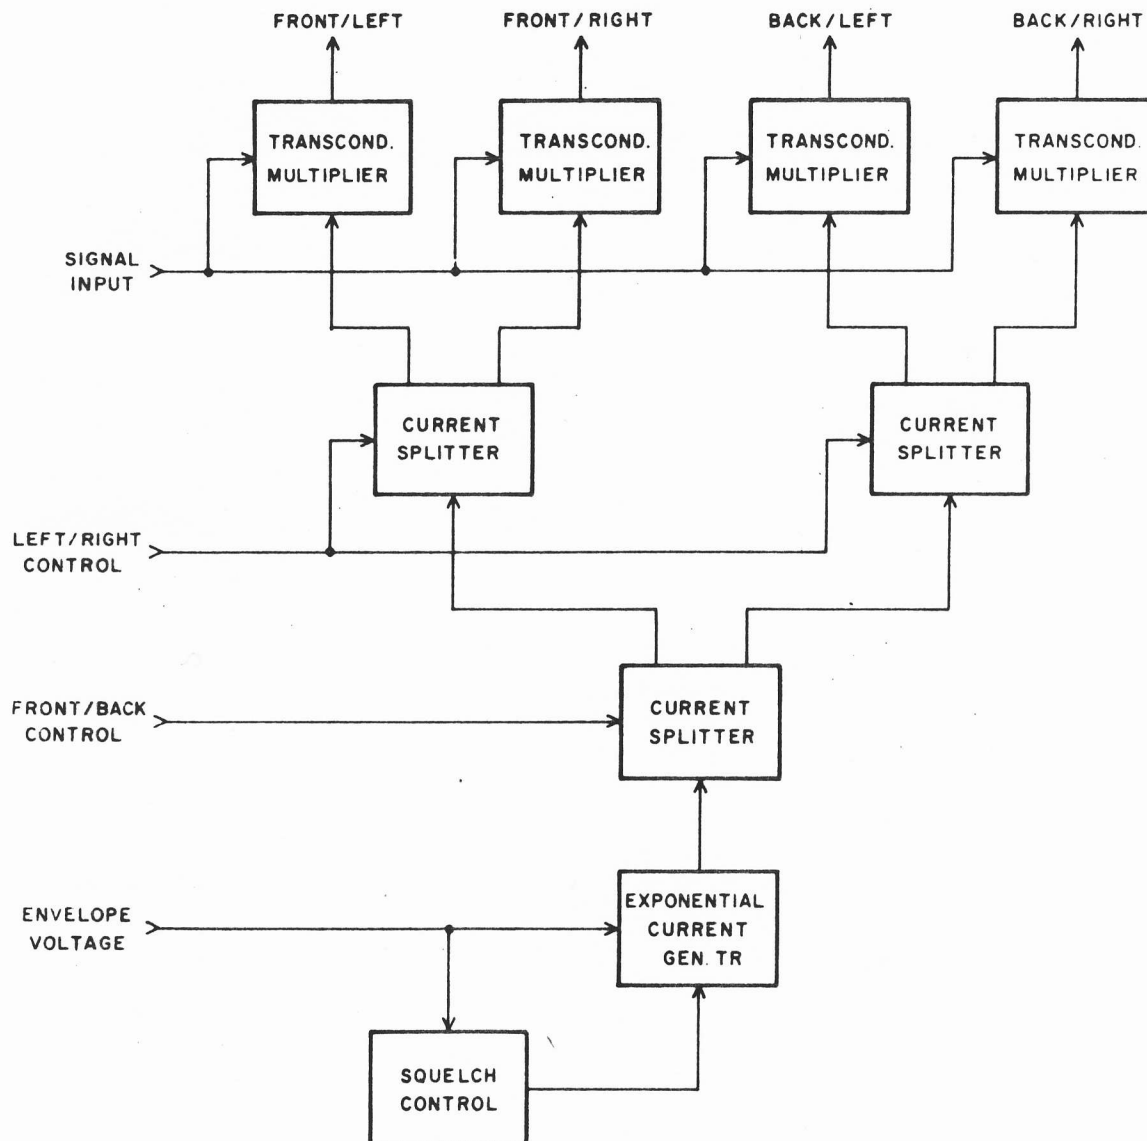 FRONT/LEFT
FRONT/RIGHT
BACK/LEFT
BACK/RIGHT
TRANSCOND.
MULTIPLIER
TRANSCOND.
MULTIPLIER
TRANSCOND.
MULTIPLIER
TRANSCOND.
MULTIPLIER
SIGNAL
INPUT
CURRENT
SPLITTER
CURRENT
SPLITTER
LEFT/RIGHT
CONTROL
FRONT/BACK
CONTROL
CURRENT
SPLITTER
ENVELOPE
VOLTAGE
EXPONENTIAL
CURRENT
GEN. TR
SQUELCH
CONTROL